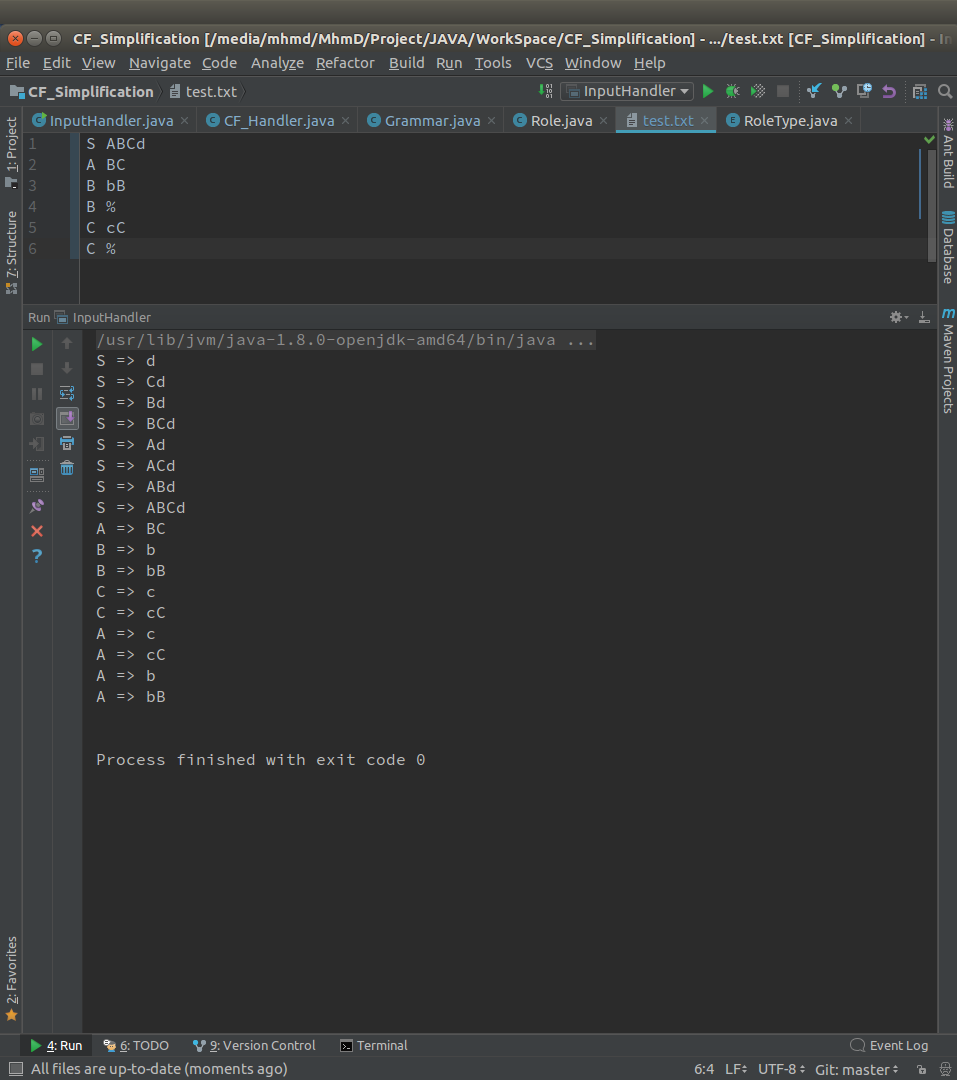 CF_Simplification [/media/mhmd/MhmD/Project/JAVA/WorkSpace/CF_Simplification] - .../test.txt [CF_Simplification] - In
File Edit View Navigate Code Analyze Refactor Build Run Tools VCS Window Help
CF_Simplification test.txt InputHandler
InputHandler.java CF_Handler.java Grammar.java Role.java test.txt RoleType.java
1 S ABCd
2 A BC
3 B bB
4 B %
5 C cC
6 C %
1: Project
7: Structure
Ant Build
Database
Maven Projects
Run InputHandler
/usr/lib/jvm/java-1.8.0-openjdk-amd64/bin/java ...
S => d
S => Cd
S => Bd
S => BCd
S => Ad
S => ACd
S => ABd
S => ABCd
A => BC
B => b
B => bB
C => c
C => cC
A => c
A => cC
A => b
A => bB
Process finished with exit code 0
2: Favorites
4: Run 6: TODO 9: Version Control Terminal Event Log
All files are up-to-date (moments ago) 6:4 LF UTF-8 Git: master